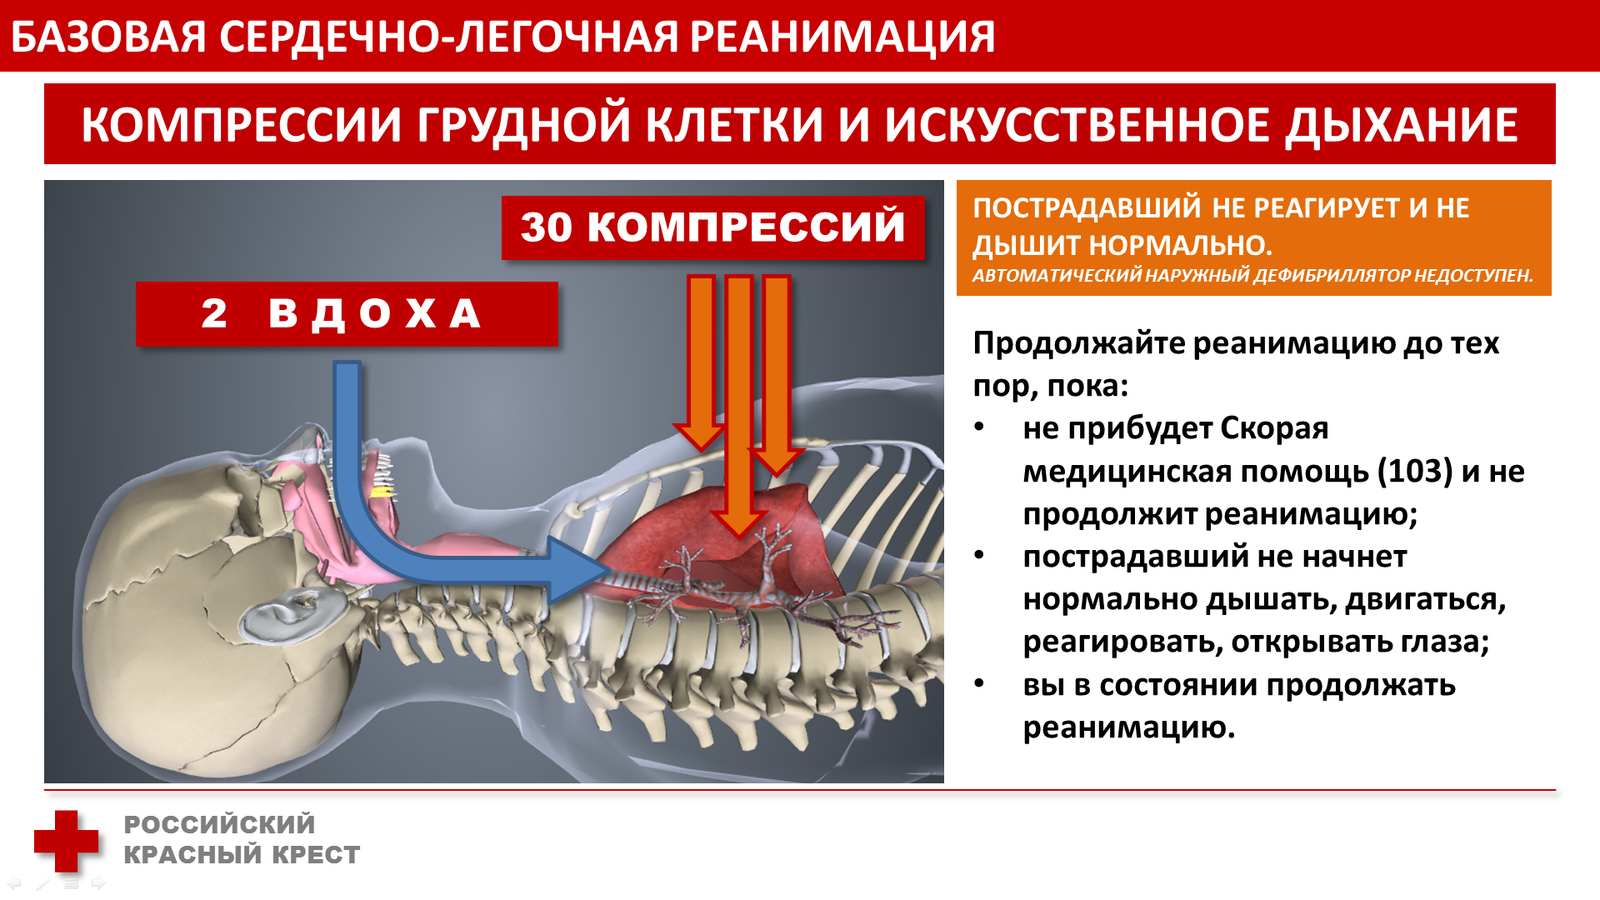 БАЗОВАЯ СЕРДЕЧНО-ЛЕГОЧНАЯ РЕАНИМАЦИЯ
КОМПРЕССИИ ГРУДНОЙ КЛЕТКИ И ИСКУССТВЕННОЕ ДЫХАНИЕ
30 КОМПРЕССИЙ
2 ВДОХА
ПОСТРАДАВШИЙ НЕ РЕАГИРУЕТ И НЕ
ДЫШИТ НОРМАЛЬНО.
АВТОМАТИЧЕСКИЙ НАРУЖНЫЙ ДЕФИБРИЛЛЯТОР НЕДОСТУПЕН.
Продолжайте реанимацию до тех
пор, пока:
• не прибудет Скорая
медицинская помощь (103) и не
продолжит реанимацию;
• пострадавший не начнет
нормально дышать, двигаться,
реагировать, открывать глаза;
• вы в состоянии продолжать
реанимацию.
РОССИЙСКИЙ
КРАСНЫЙ КРЕСТ